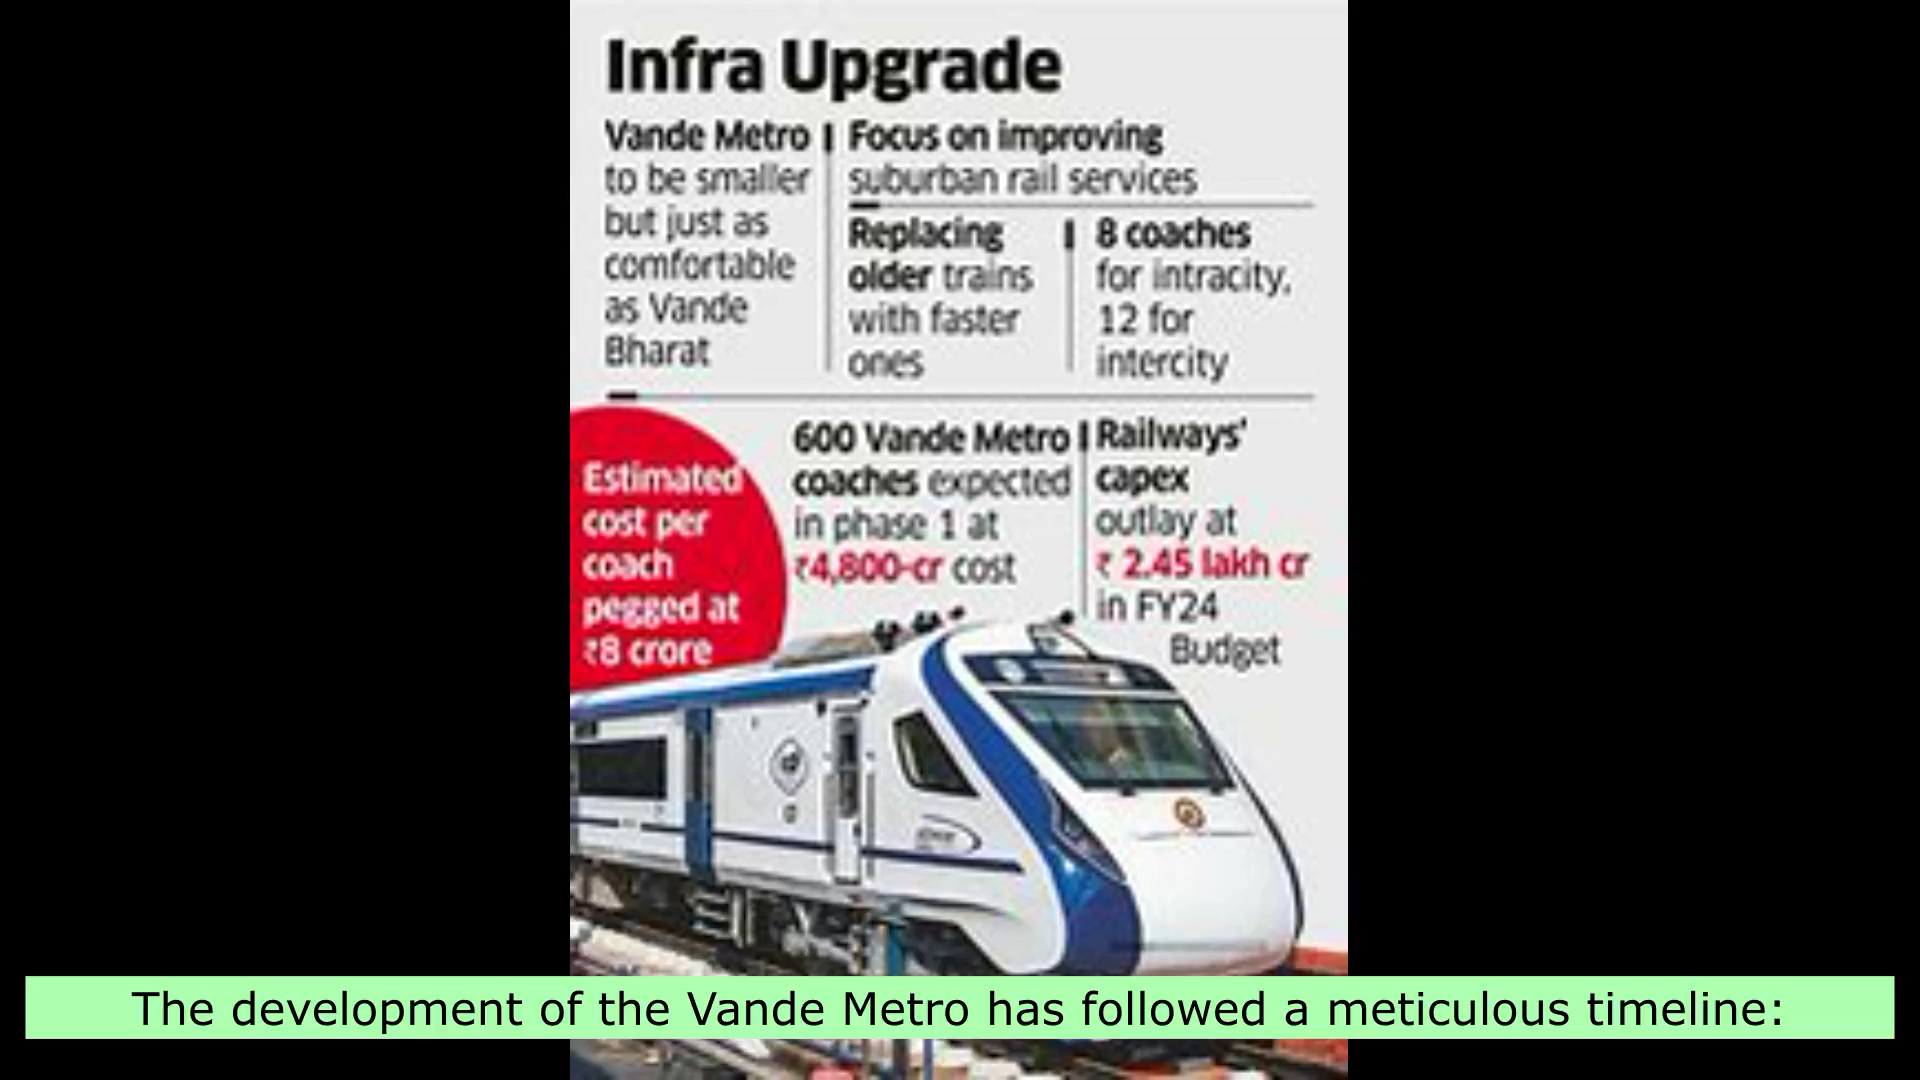 Infra Upgrade
Vande Metro
to be smaller
but just as
comfortable
as Vande
Bharat
Focus on improving
suburban rail services
Replacing
older trains
with faster
ones
8 coaches
for intracity,
12 for
intercity
Estimated
cost per
coach
pegged at
₹8 crore
600 Vande Metro
coaches expected
in phase 1 at
₹4,800-cr cost
Railways'
capex
outlay at
₹ 2.45 lakh cr
in FY24
Budget
The development of the Vande Metro has followed a meticulous timeline: